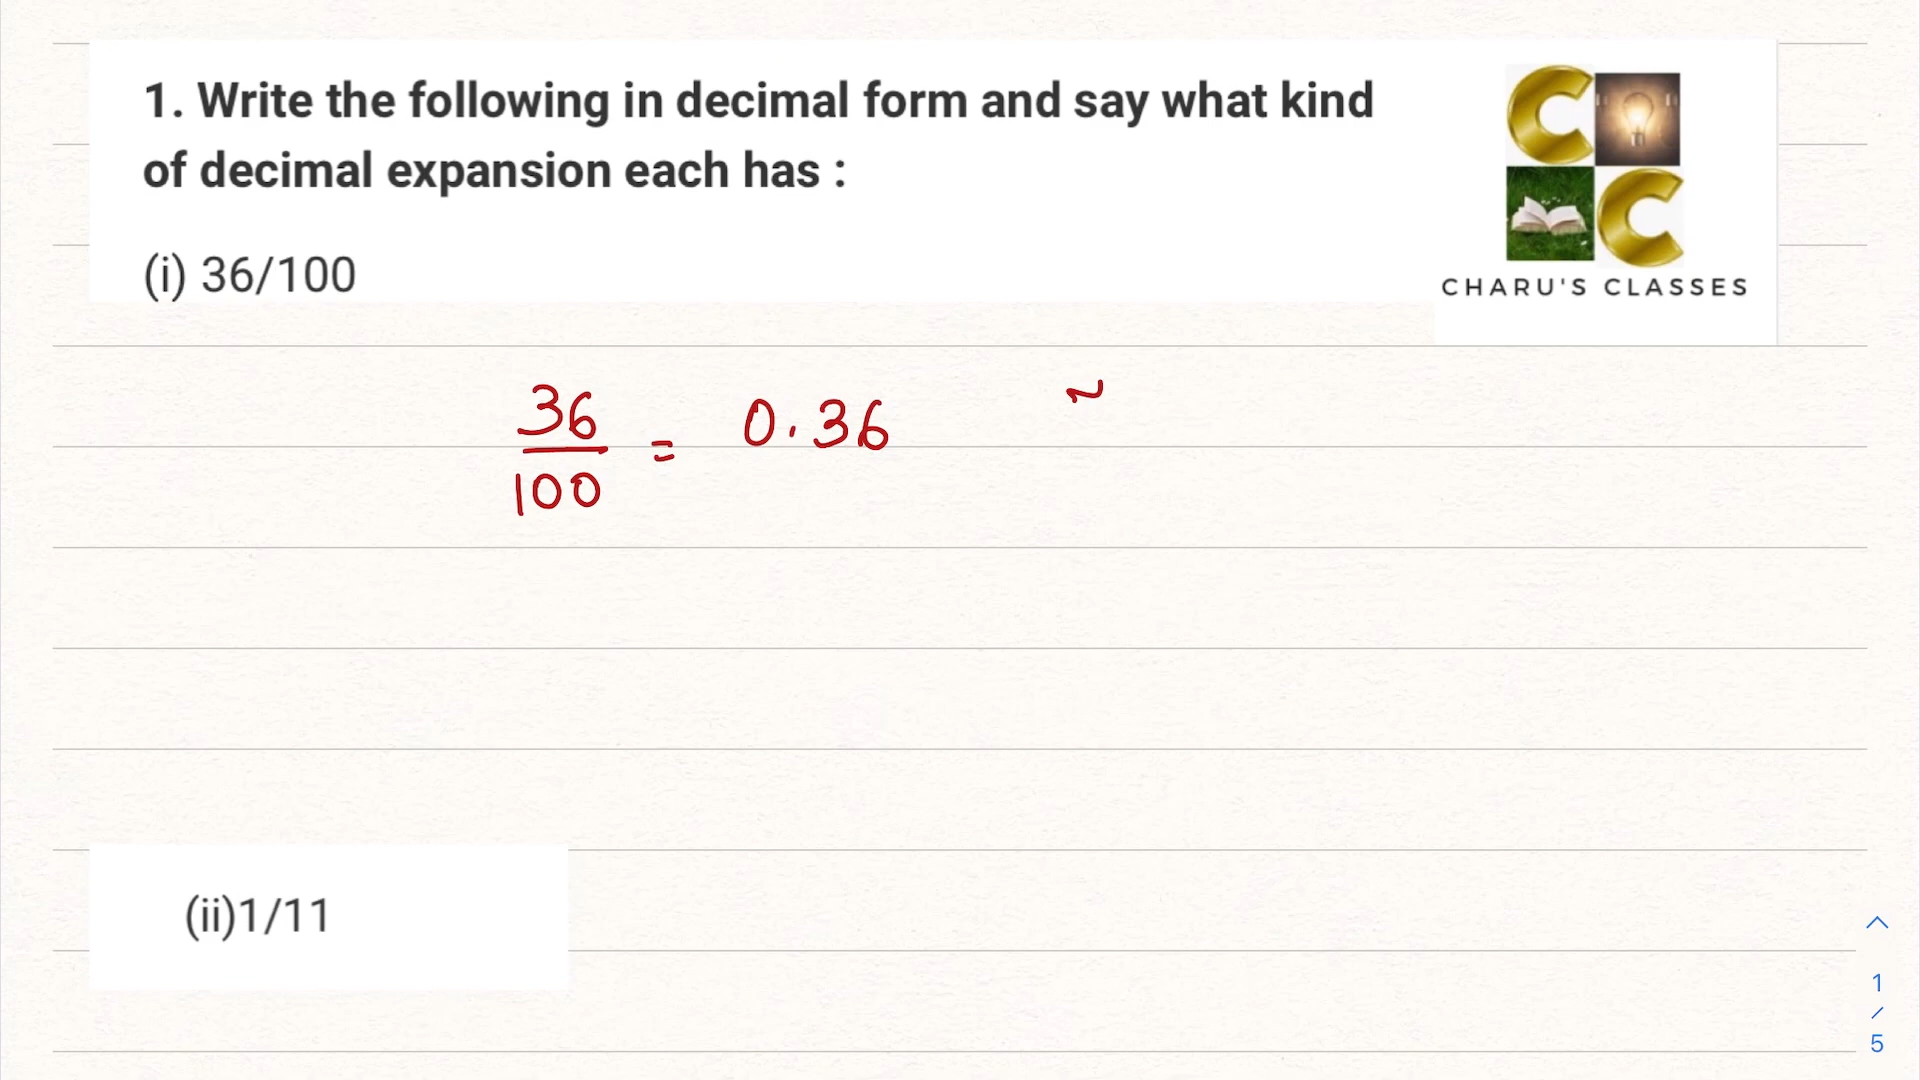 1. Write the following in decimal form and say what kind
of decimal expansion each has :
(i) 36/100
CHARU'S CLASSES
36
100
= 0.36
(ii)1/11
1
/
5